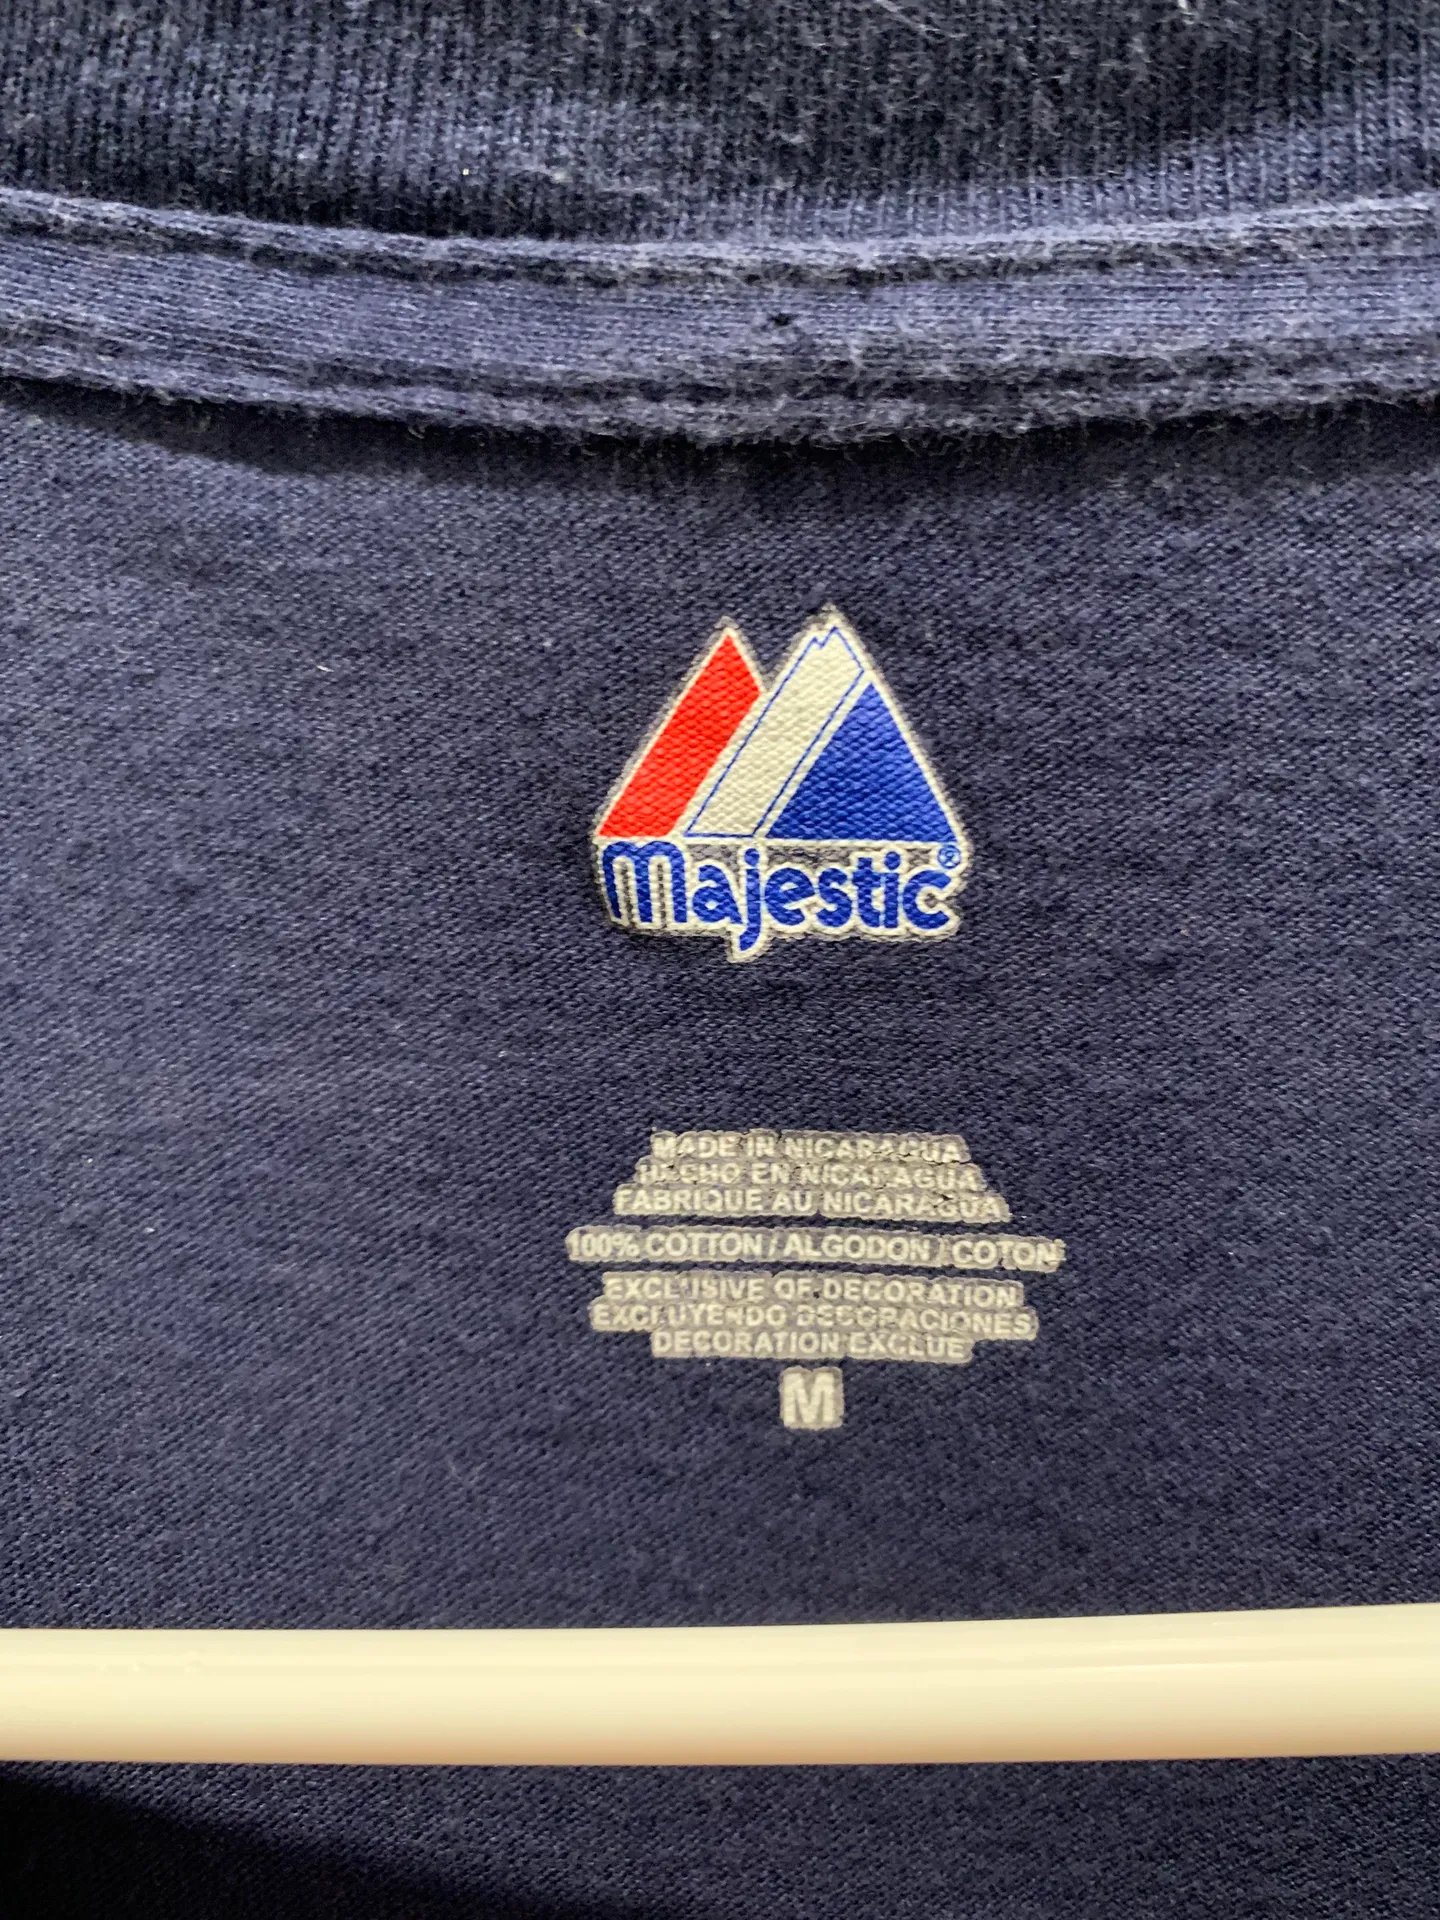 Majestic®
MADE IN NICARAGUA
HECHO EN NICARAGUA
FABRIQUE AU NICARAGUA
100% COTTON / ALGODON / COTON
EXCLUSIVE OF DECORATION
EXCLUYENDO DECORACIONES
DECORATION EXCLUE
M